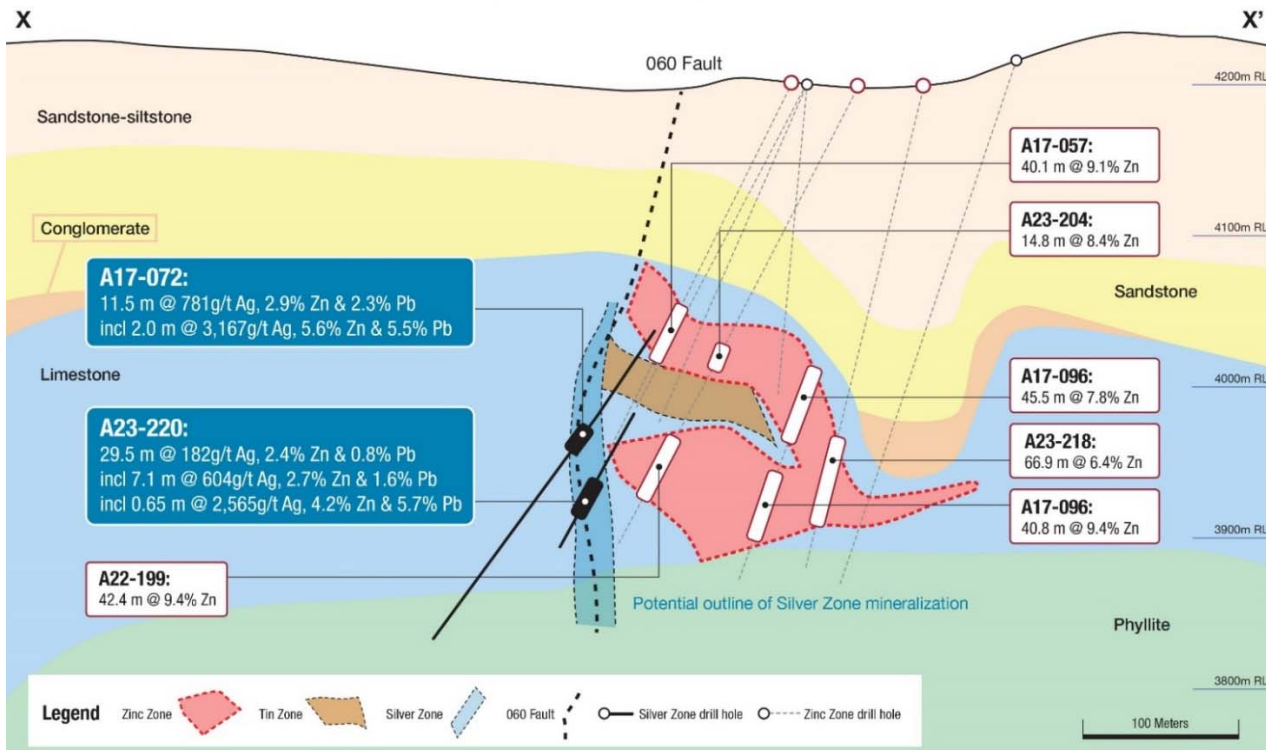 X
X'
060 Fault
4200m RL
Sandstone-siltstone
A17-057:
40.1 m @ 9.1% Zn
A23-204:
14.8 m @ 8.4% Zn
4100m RL
Conglomerate
A17-072:
11.5 m @ 781g/t Ag, 2.9% Zn & 2.3% Pb
incl 2.0 m @ 3,167g/t Ag, 5.6% Zn & 5.5% Pb
Sandstone
Limestone
4000m RL
A17-096:
45.5 m @ 7.8% Zn
A23-220:
29.5 m @ 182g/t Ag, 2.4% Zn & 0.8% Pb
incl 7.1 m @ 604g/t Ag, 2.7% Zn & 1.6% Pb
incl 0.65 m @ 2,565g/t Ag, 4.2% Zn & 5.7% Pb
A23-218:
66.9 m @ 6.4% Zn
A17-096:
40.8 m @ 9.4% Zn
3900m RL
A22-199:
42.4 m @ 9.4% Zn
Potential outline of Silver Zone mineralization
Phyllite
3800m RL
Legend
Zinc Zone
Tin Zone
Silver Zone
060 Fault
Silver Zone drill hole
Zinc Zone drill hole
100 Meters